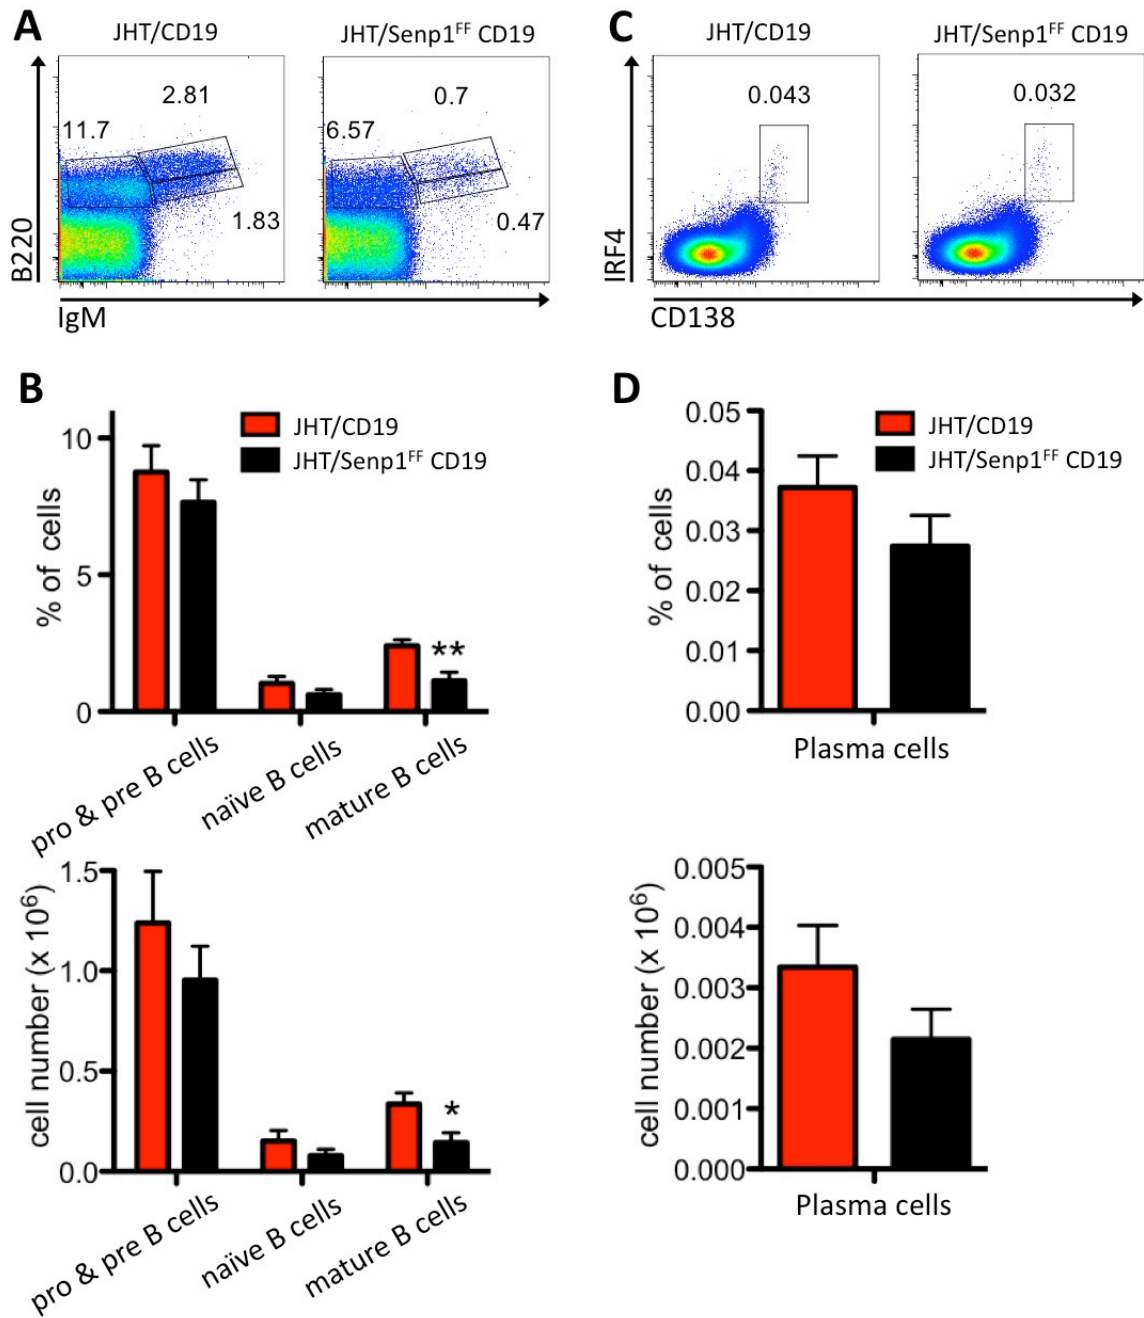 A
JHT/CD19
JHT/Senp1FF CD19
2.81
11.7
1.83
0.7
6.57
0.47
B220
IgM
C
JHT/CD19
JHT/Senp1FF CD19
0.043
0.032
IRF4
CD138
B
JHT/CD19
JHT/Senp1FF CD19
10
5
0
% of cells
**
pro & pre B cells
naïve B cells
mature B cells
1.5
1.0
0.5
0.0
cell number (x 106)
*
pro & pre B cells
naïve B cells
mature B cells
D
JHT/CD19
JHT/Senp1FF CD19
0.05
0.04
0.03
0.02
0.01
0.00
% of cells
Plasma cells
0.005
0.004
0.003
0.002
0.001
0.000
cell number (x 106)
Plasma cells